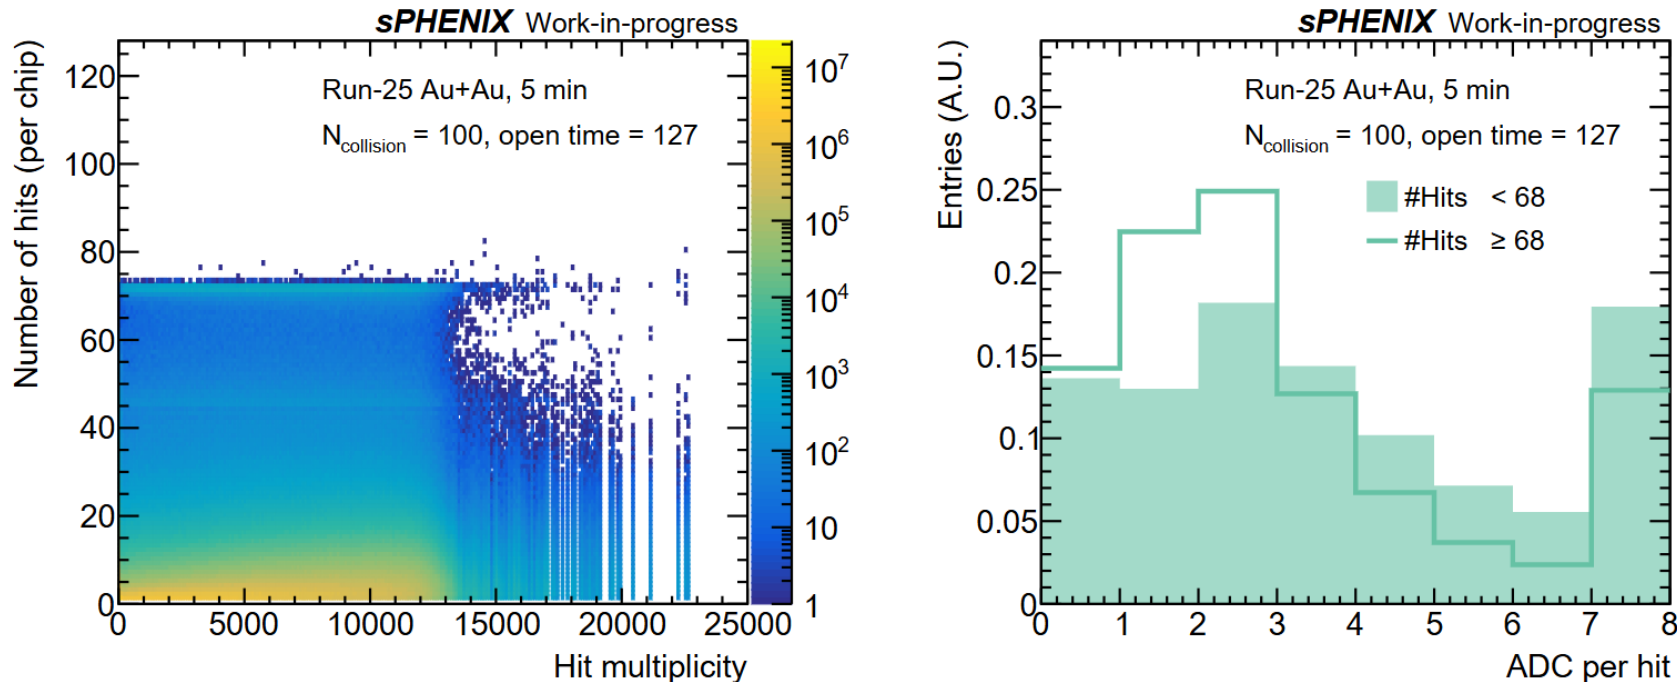 sPHENIX Work-in-progress
Number of hits (per chip)
Run-25 Au+Au, 5 min
Ncollision = 100, open time = 127
120
100
80
60
40
20
0
0 5000 10000 15000 20000 25000
Hit multiplicity
10^7
10^6
10^5
10^4
10^3
10^2
10
1
sPHENIX Work-in-progress
Entries (A.U.)
Run-25 Au+Au, 5 min
Ncollision = 100, open time = 127
#Hits < 68
#Hits ≥ 68
0.3
0.25
0.2
0.15
0.1
0.05
0
0 1 2 3 4 5 6 7 8
ADC per hit